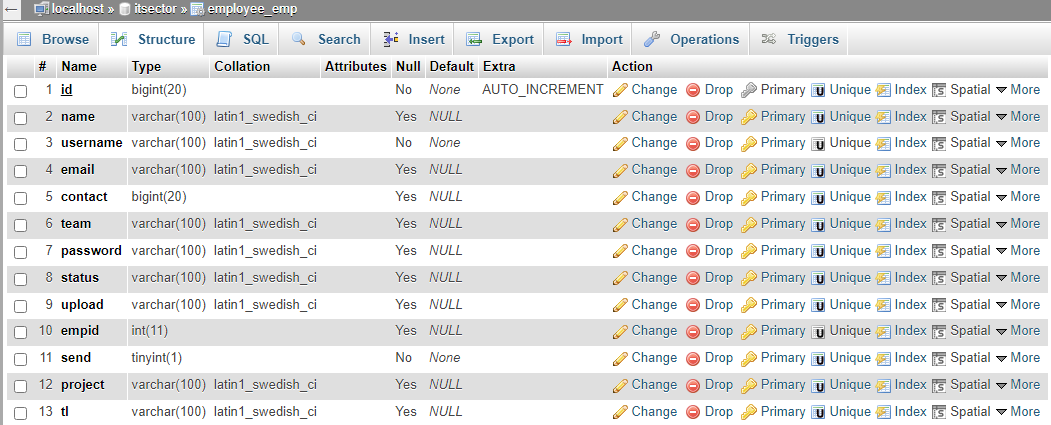 localhost » itsector » employee_emp
Browse Structure SQL Search Insert Export Import Operations Triggers
# Name Type Collation Attributes Null Default Extra Action
1 id bigint(20) No None AUTO_INCREMENT Change Drop Primary Unique Index Spatial More
2 name varchar(100) latin1_swedish_ci Yes NULL Change Drop Primary Unique Index Spatial More
3 username varchar(100) latin1_swedish_ci No None Change Drop Primary Unique Index Spatial More
4 email varchar(100) latin1_swedish_ci Yes NULL Change Drop Primary Unique Index Spatial More
5 contact bigint(20) Yes NULL Change Drop Primary Unique Index Spatial More
6 team varchar(100) latin1_swedish_ci Yes NULL Change Drop Primary Unique Index Spatial More
7 password varchar(100) latin1_swedish_ci Yes NULL Change Drop Primary Unique Index Spatial More
8 status varchar(100) latin1_swedish_ci Yes NULL Change Drop Primary Unique Index Spatial More
9 upload varchar(100) latin1_swedish_ci Yes NULL Change Drop Primary Unique Index Spatial More
10 empid int(11) Yes NULL Change Drop Primary Unique Index Spatial More
11 send tinyint(1) No None Change Drop Primary Unique Index Spatial More
12 project varchar(100) latin1_swedish_ci Yes NULL Change Drop Primary Unique Index Spatial More
13 tl varchar(100) latin1_swedish_ci Yes NULL Change Drop Primary Unique Index Spatial More